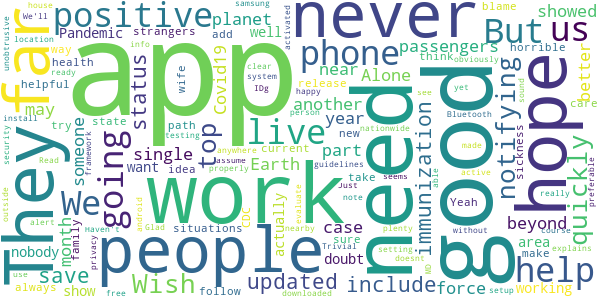 app
work
good
need
people
They
hope
never
far
help
us
We
But
live
going
phone
positive
Wish
top
notifying
quickly
immunization
status
include
updated
save
beyond
passengers
Alone
another
Earth
planet
Pandemic
strangers
Covid19
showed
blame
horrible
better
near
well
add
way
health
helpful
may
try
someone
nobody
month
family
always
show
state
wife
path
idea
want
single
situations
actually
CDC
follow
part
year
case
doubt
sure
take
new
current
release
think
obviously
area
make
force
working
care
course
explains
really
preferable
sound
sickness
Yeah
Bluetooth
yet
see
able
made
active
nationwide
person
happy
system
clear
info
IDg
samsung
activated
house
We'll
location
unobtrusive
ready
install
security
Read
framework
testing
assume
properly
anywhere
guidelines
Just
seems
note
nearby
evaluate
android
Glad
Haven't
privacy
alert
outside
use
free
downloaded
Trivial
plenty
setting
doesnt
without
setup
NO